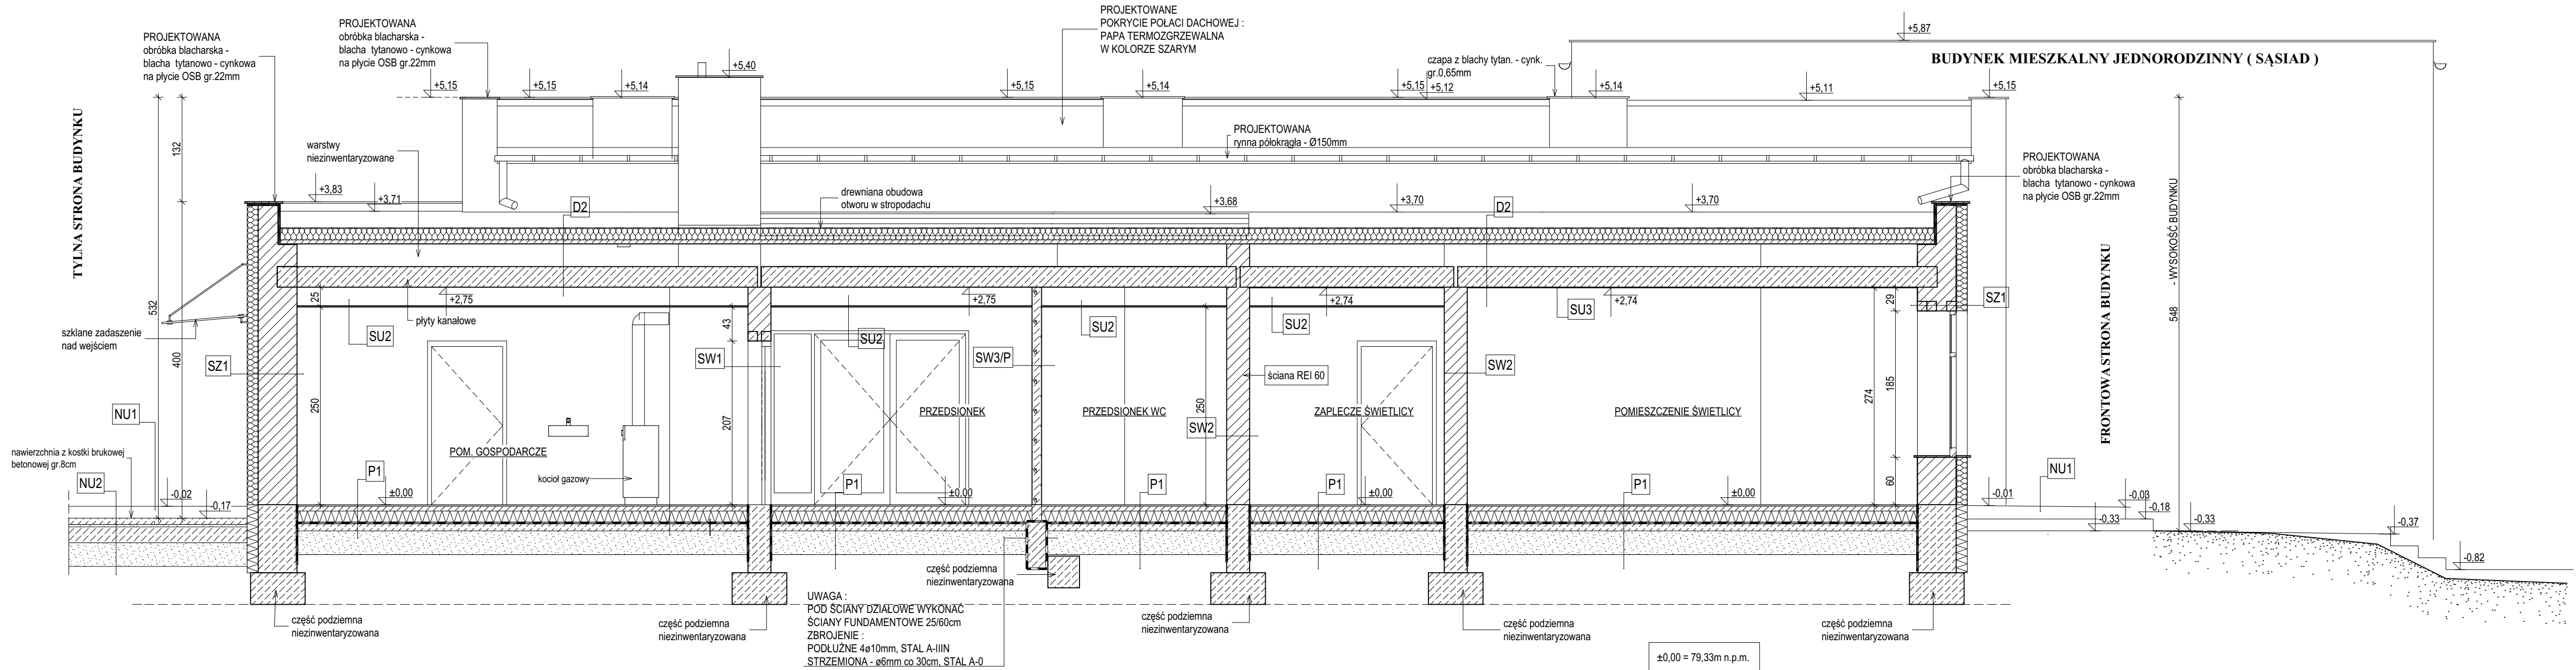 PROJEKTOWANA
obróbka blacharska -
blacha tytanowo - cynkowa
na płycie OSB gr.22mm
PROJEKTOWANA
obróbka blacharska -
blacha tytanowo - cynkowa
na płycie OSB gr.22mm
PROJEKTOWANE
POKRYCIE POŁACI DACHOWEJ :
PAPA TERMOZGRZEWALNA
W KOLORZE SZARYM
czapa z blachy tytan. - cynk.
gr.0,65mm
+5,87
BUDYNEK MIESZKALNY JEDNORODZINNY ( SĄSIAD )
+5,15
+5,15
+5,14
+5,40
+5,15
+5,14
+5,15
+5,12
+5,14
+5,11
+5,15
TYLNA STRONA BUDYNKU
132
532
400
warstwy
niezinwentaryzowane
PROJEKTOWANA
rynna półokrągła - Ø150mm
PROJEKTOWANA
obróbka blacharska -
blacha tytanowo - cynkowa
na płycie OSB gr.22mm
+3,83
+3,71
D2
drewniana obudowa
otworu w stropodachu
+3,68
+3,70
D2
+3,70
548 - WYSOKOŚĆ BUDYNKU
FRONTOWA STRONA BUDYNKU
szklane zadaszenie
nad wejściem
25
+2,75
płyty kanałowe
SU2
43
+2,75
SU2
SU2
SU2
+2,74
SU3
+2,74
29
SZ1
SZ1
SW1
SW3/P
ściana REI 60
SW2
SW2
250
207
250
274
185
60
NU1
nawierzchnia z kostki brukowej
betonowej gr.8cm
NU2
-0,02
-0,17
POM. GOSPODARCZE
kocioł gazowy
PRZEDSIONEK
PRZEDSIONEK WC
ZAPLECZE ŚWIETLICY
POMIESZCZENIE ŚWIETLICY
P1
±0,00
P1
±0,00
P1
P1
±0,00
P1
±0,00
NU1
-0,01
-0,03
-0,18
-0,33
-0,33
-0,37
-0,82
część podziemna
niezinwentaryzowana
część podziemna
niezinwentaryzowana
część podziemna
niezinwentaryzowana
część podziemna
niezinwentaryzowana
część podziemna
niezinwentaryzowana
część podziemna
niezinwentaryzowana
UWAGA :
POD ŚCIANY DZIAŁOWE WYKONAĆ
ŚCIANY FUNDAMENTOWE 25/60cm
ZBROJENIE :
PODŁUŻNE 4ø10mm, STAL A-IIIN
STRZEMIONA - ø6mm co 30cm, STAL A-0
±0,00 = 79,33m n.p.m.